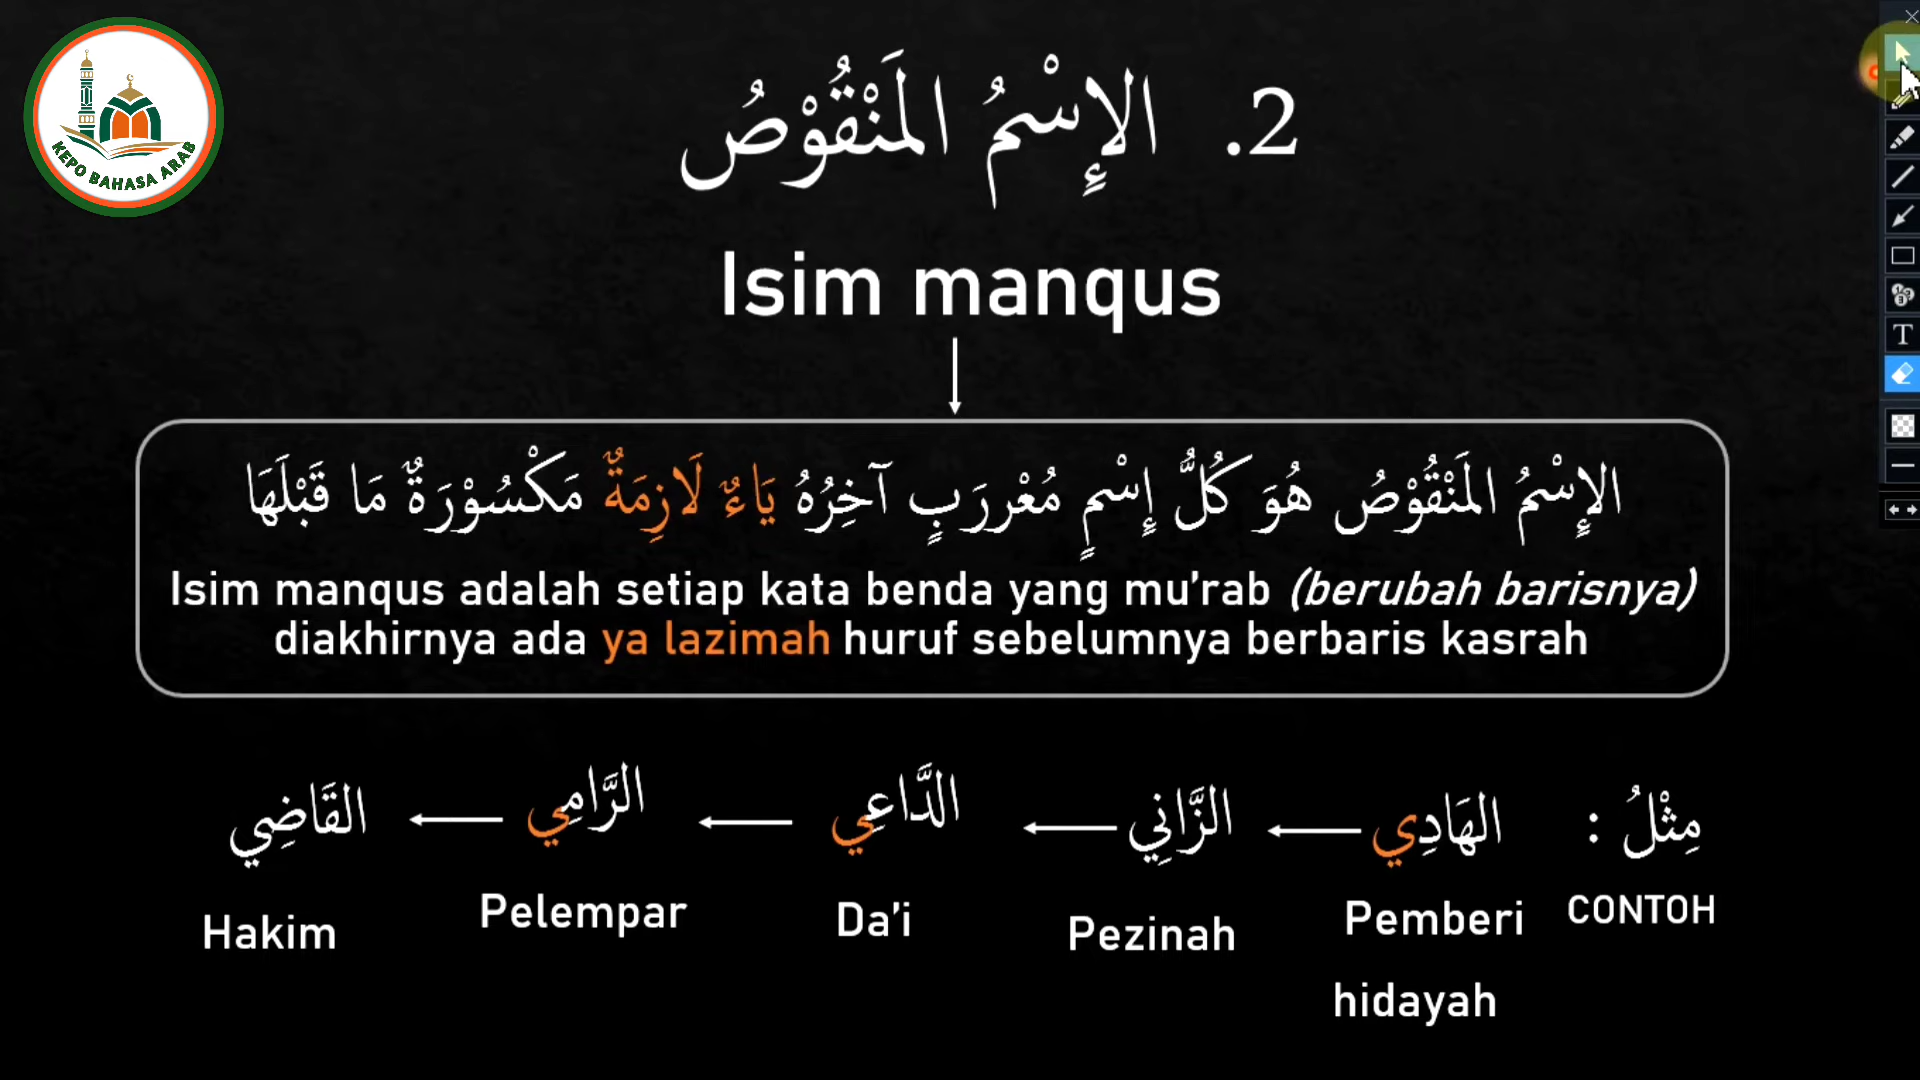 KEPO BAHASA ARAB
2. الإِسْمُ المَنْقُوْصُ
Isim manqus
الإِسْمُ المَنْقُوْصُ هُوَ كُلُّ إِسْمٍ مُعْررَبٍ آخِرُهُ يَاءٌ لَازِمَةٌ مَكْسُوْرَةٌ مَا قَبْلَهَا
Isim manqus adalah setiap kata benda yang mu’rab (berubah barisnya)
diakhirnya ada ya lazimah huruf sebelumnya berbaris kasrah
مِثْلُ : الهَادِي الزَّانِي الدَّاعِي الرَّامِي القَاضِي
CONTOH Pemberi hidayah Pezinah Da’i Pelempar Hakim